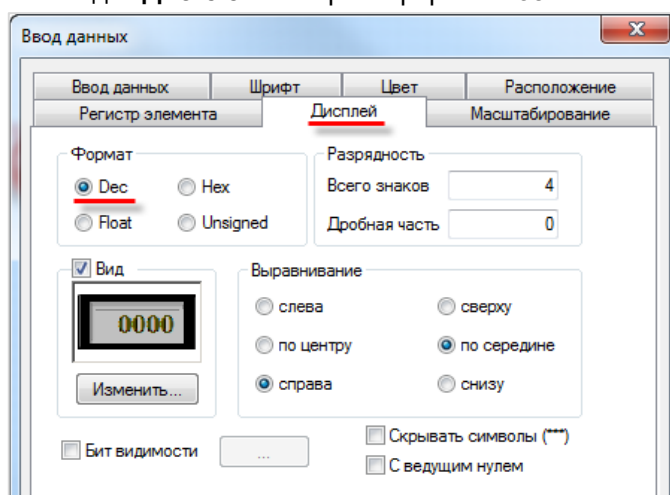 Ввод данных
Ввод данных Шрифт Цвет Расположение
Регистр элемента Дисплей Масштабирование
Формат Разрядность
Dec Hex Всего знаков 4
Float Unsigned Дробная часть 0
Вид Выравнивание
0000 слева сверху
по центру по середине
Изменить... справа снизу
Скрывать символы (***)
Бит видимости ...
С ведущим нулем